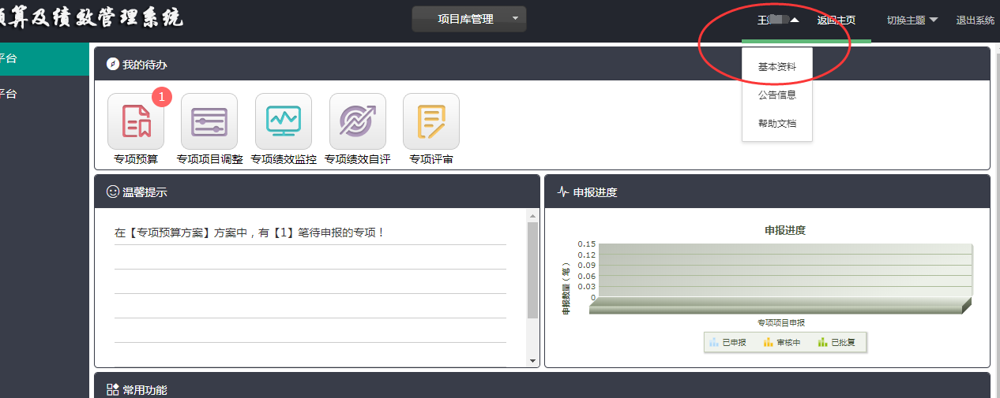 预算及绩效管理系统
项目库管理
王
返回主页
切换主题
退出系统
基本资料
公告信息
帮助文档
平台
平台
我的待办
1
专项预算
专项项目调整
专项绩效监控
专项绩效自评
专项评审
温馨提示
在【专项预算方案】方案中，有【1】笔待申报的专项！
申报进度
申报进度
申报数量（笔）
0.15
0.12
0.09
0.06
0.03
0
专项项目申报
已申报
审核中
已批复
常用功能